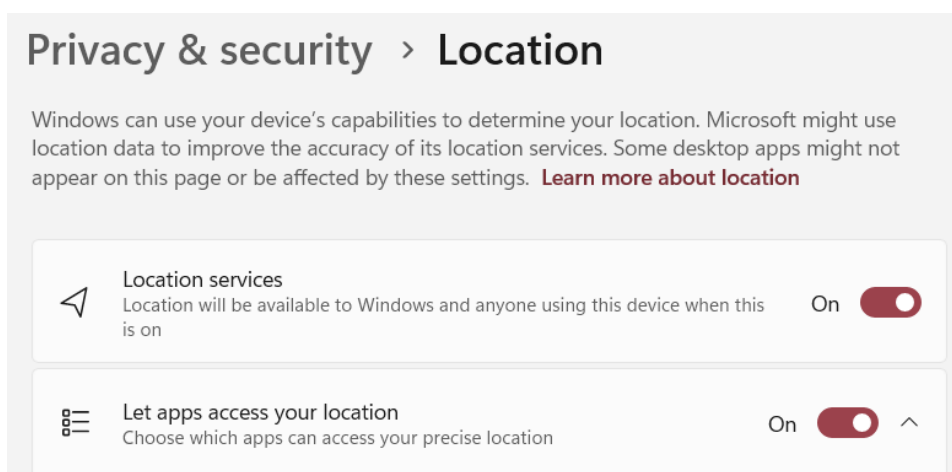 Privacy & security > Location
Windows can use your device's capabilities to determine your location. Microsoft might use
location data to improve the accuracy of its location services. Some desktop apps might not
appear on this page or be affected by these settings. Learn more about location
Location services
Location will be available to Windows and anyone using this device when this
is on
On
Let apps access your location
Choose which apps can access your precise location
On